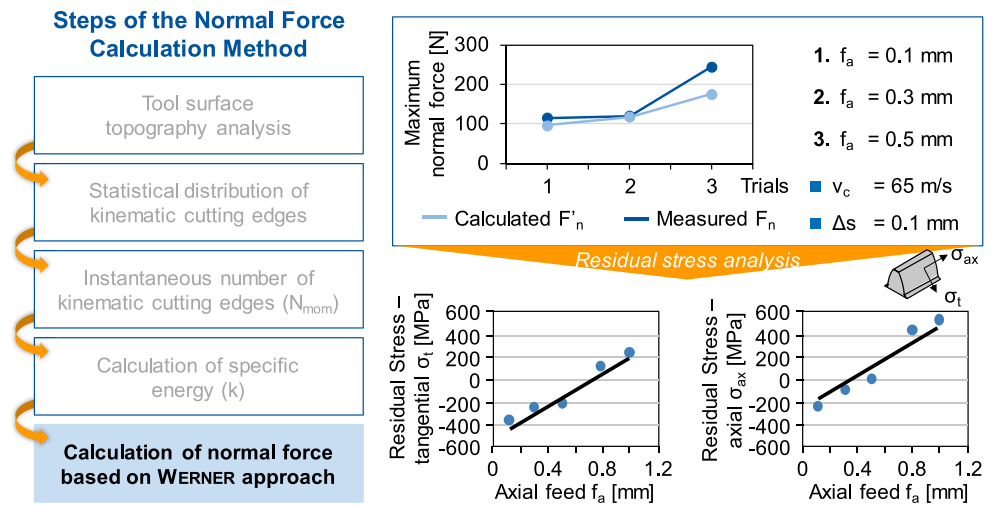 Steps of the Normal Force
Calculation Method
Tool surface
topography analysis
Statistical distribution of
kinematic cutting edges
Instantaneous number of
kinematic cutting edges (Nmom)
Calculation of specific
energy (k)
Calculation of normal force
based on WERNER approach
Maximum
normal force [N]
300
200
100
0
1 2 3 Trials
Calculated F'n Measured Fn
1. fa = 0.1 mm
2. fa = 0.3 mm
3. fa = 0.5 mm
vc = 65 m/s
Δs = 0.1 mm
Residual stress analysis
σax
σt
Residual Stress –
tangential σt [MPa]
600
400
200
0
-200
-400
-600
0 0.4 0.8 1.2
Axial feed fa [mm]
Residual Stress –
axial σax [MPa]
600
400
200
0
-200
-400
-600
0 0.4 0.8 1.2
Axial feed fa [mm]